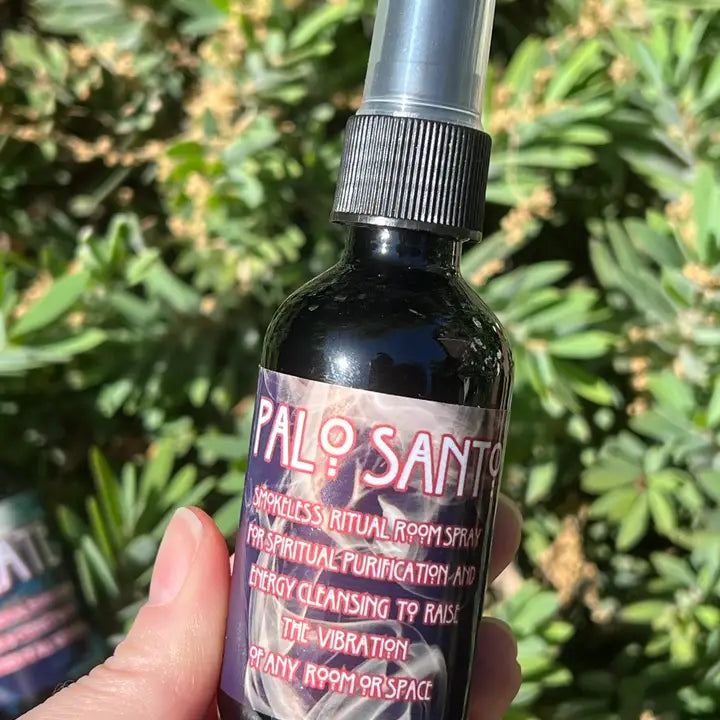 PALO SANTO
SMOKELESS RITUAL ROOM SPRAY
FOR SPIRITUAL PURIFICATION AND
ENERGY CLEANSING TO RAISE
THE VIBRATION
OF ANY ROOM OR SPACE